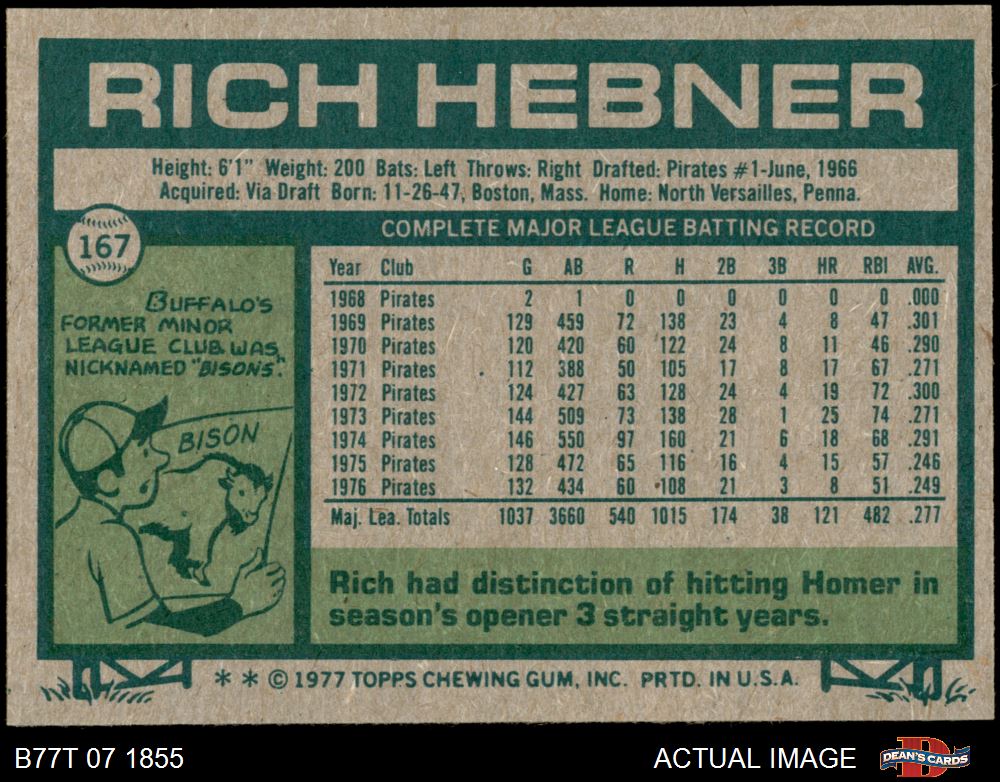 RICH HEBNER
Height: 6'1" Weight: 200 Bats: Left Throws: Right Drafted: Pirates #1-June, 1966
Acquired: Via Draft Born: 11-26-47, Boston, Mass. Home: North Versailles, Penna.
167
BUFFALO'S
FORMER MINOR
LEAGUE CLUB WAS
NICKNAMED "BISONS".
BISON
COMPLETE MAJOR LEAGUE BATTING RECORD
Year Club G AB R H 2B 3B HR RBI AVG.
1968 Pirates 2 1 0 0 0 0 0 0 .000
1969 Pirates 129 459 72 138 23 4 8 47 .301
1970 Pirates 120 420 60 122 24 8 11 46 .290
1971 Pirates 112 388 50 105 17 8 17 67 .271
1972 Pirates 124 427 63 128 24 4 19 72 .300
1973 Pirates 144 509 73 138 28 1 25 74 .271
1974 Pirates 146 550 97 160 21 6 18 68 .291
1975 Pirates 128 472 65 116 16 4 15 57 .246
1976 Pirates 132 434 60 108 21 3 8 51 .249
Maj. Lea. Totals 1037 3660 540 1015 174 38 121 482 .277
Rich had distinction of hitting Homer in
season's opener 3 straight years.
* * © 1977 TOPPS CHEWING GUM, INC. PRTD. IN U.S.A.
B77T 07 1855
ACTUAL IMAGE
DEAN'S CARDS